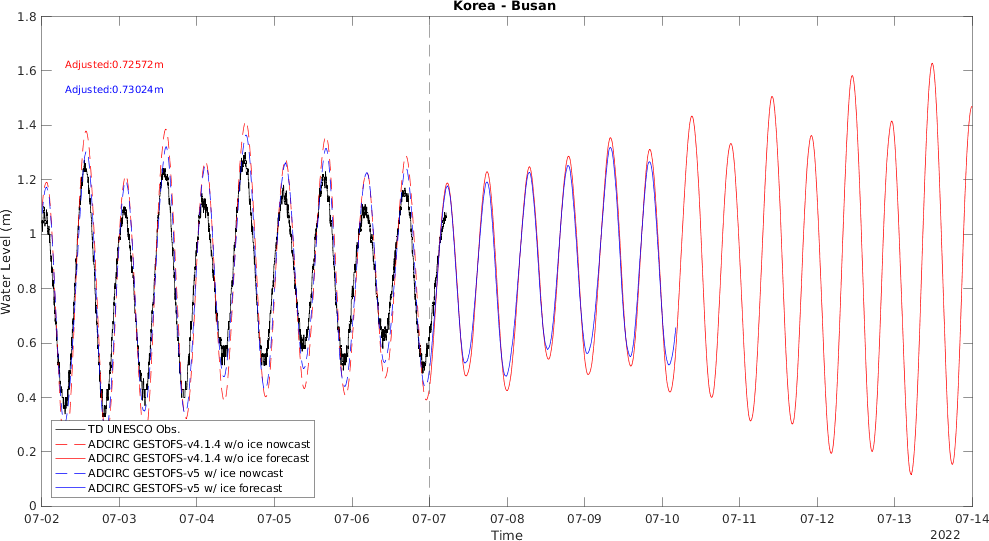 Korea - Busan
1.8
1.6
1.4
1.2
1
0.8
0.6
0.4
0.2
0
Water Level (m)
Adjusted:0.72572m
Adjusted:0.73024m
TD UNESCO Obs.
ADCIRC GESTOFS-v4.1.4 w/o ice nowcast
ADCIRC GESTOFS-v4.1.4 w/o ice forecast
ADCIRC GESTOFS-v5 w/ ice nowcast
ADCIRC GESTOFS-v5 w/ ice forecast
07-02 07-03 07-04 07-05 07-06 07-07 07-08 07-09 07-10 07-11 07-12 07-13 07-14
Time
2022